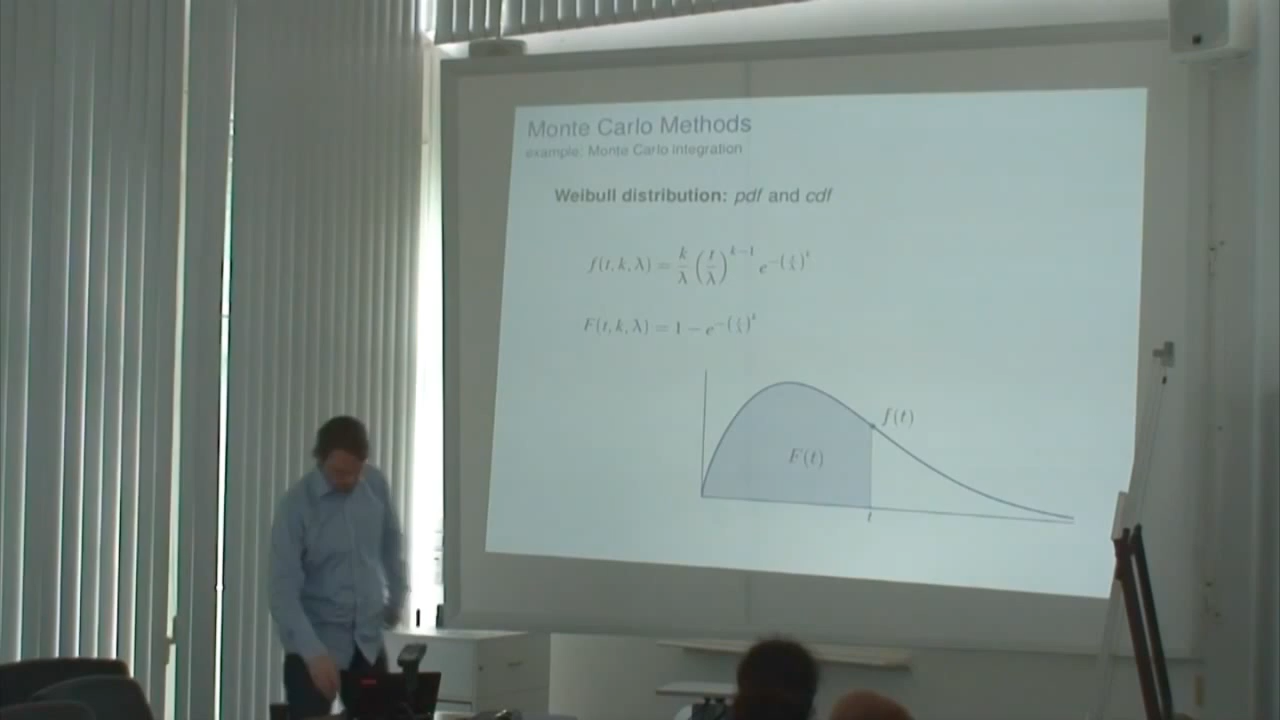 Monte Carlo Methods
example: Monte Carlo Integration
Weibull distribution: pdf and cdf
f(t, k, λ) = k/λ (t/λ)^{k−1} e^{−(t/λ)^k}
F(t, k, λ) = 1 − e^{−(t/λ)^k}
f(t)
F(t)
t